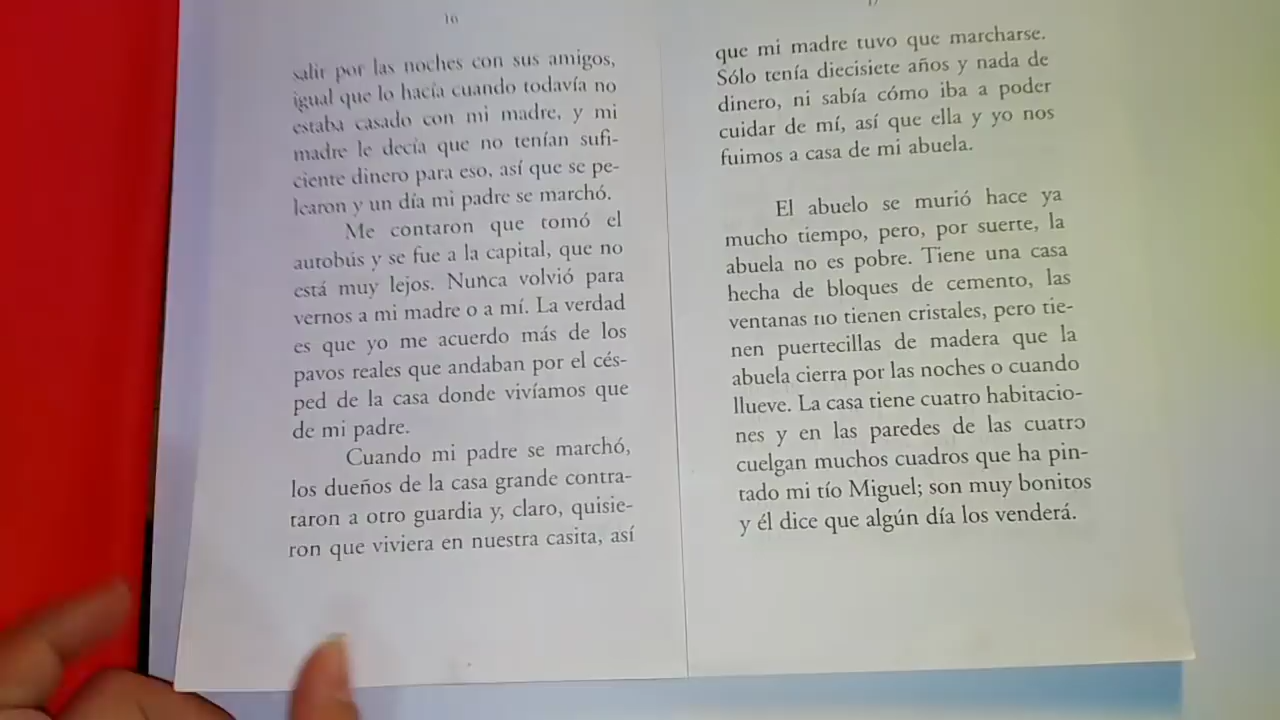 16
salir por las noches con sus amigos,
igual que lo hacía cuando todavía no
estaba casado con mi madre, y mi
madre le decía que no tenían sufi-
ciente dinero para eso, así que se pe-
learon y un día mi padre se marchó.
Me contaron que tomó el
autobús y se fue a la capital, que no
está muy lejos. Nunca volvió para
vernos a mi madre o a mí. La verdad
es que yo me acuerdo más de los
pavos reales que andaban por el cés-
ped de la casa donde vivíamos que
de mi padre.
Cuando mi padre se marchó,
los dueños de la casa grande contra-
taron a otro guardia y, claro, quisie-
ron que viviera en nuestra casita, así
que mi madre tuvo que marcharse.
Sólo tenía diecisiete años y nada de
dinero, ni sabía cómo iba a poder
cuidar de mí, así que ella y yo nos
fuimos a casa de mi abuela.
El abuelo se murió hace ya
mucho tiempo, pero, por suerte, la
abuela no es pobre. Tiene una casa
hecha de bloques de cemento, las
ventanas no tienen cristales, pero tie-
nen puertecillas de madera que la
abuela cierra por las noches o cuando
llueve. La casa tiene cuatro habitacio-
nes y en las paredes de las cuatro
cuelgan muchos cuadros que ha pin-
tado mi tío Miguel; son muy bonitos
y él dice que algún día los venderá.